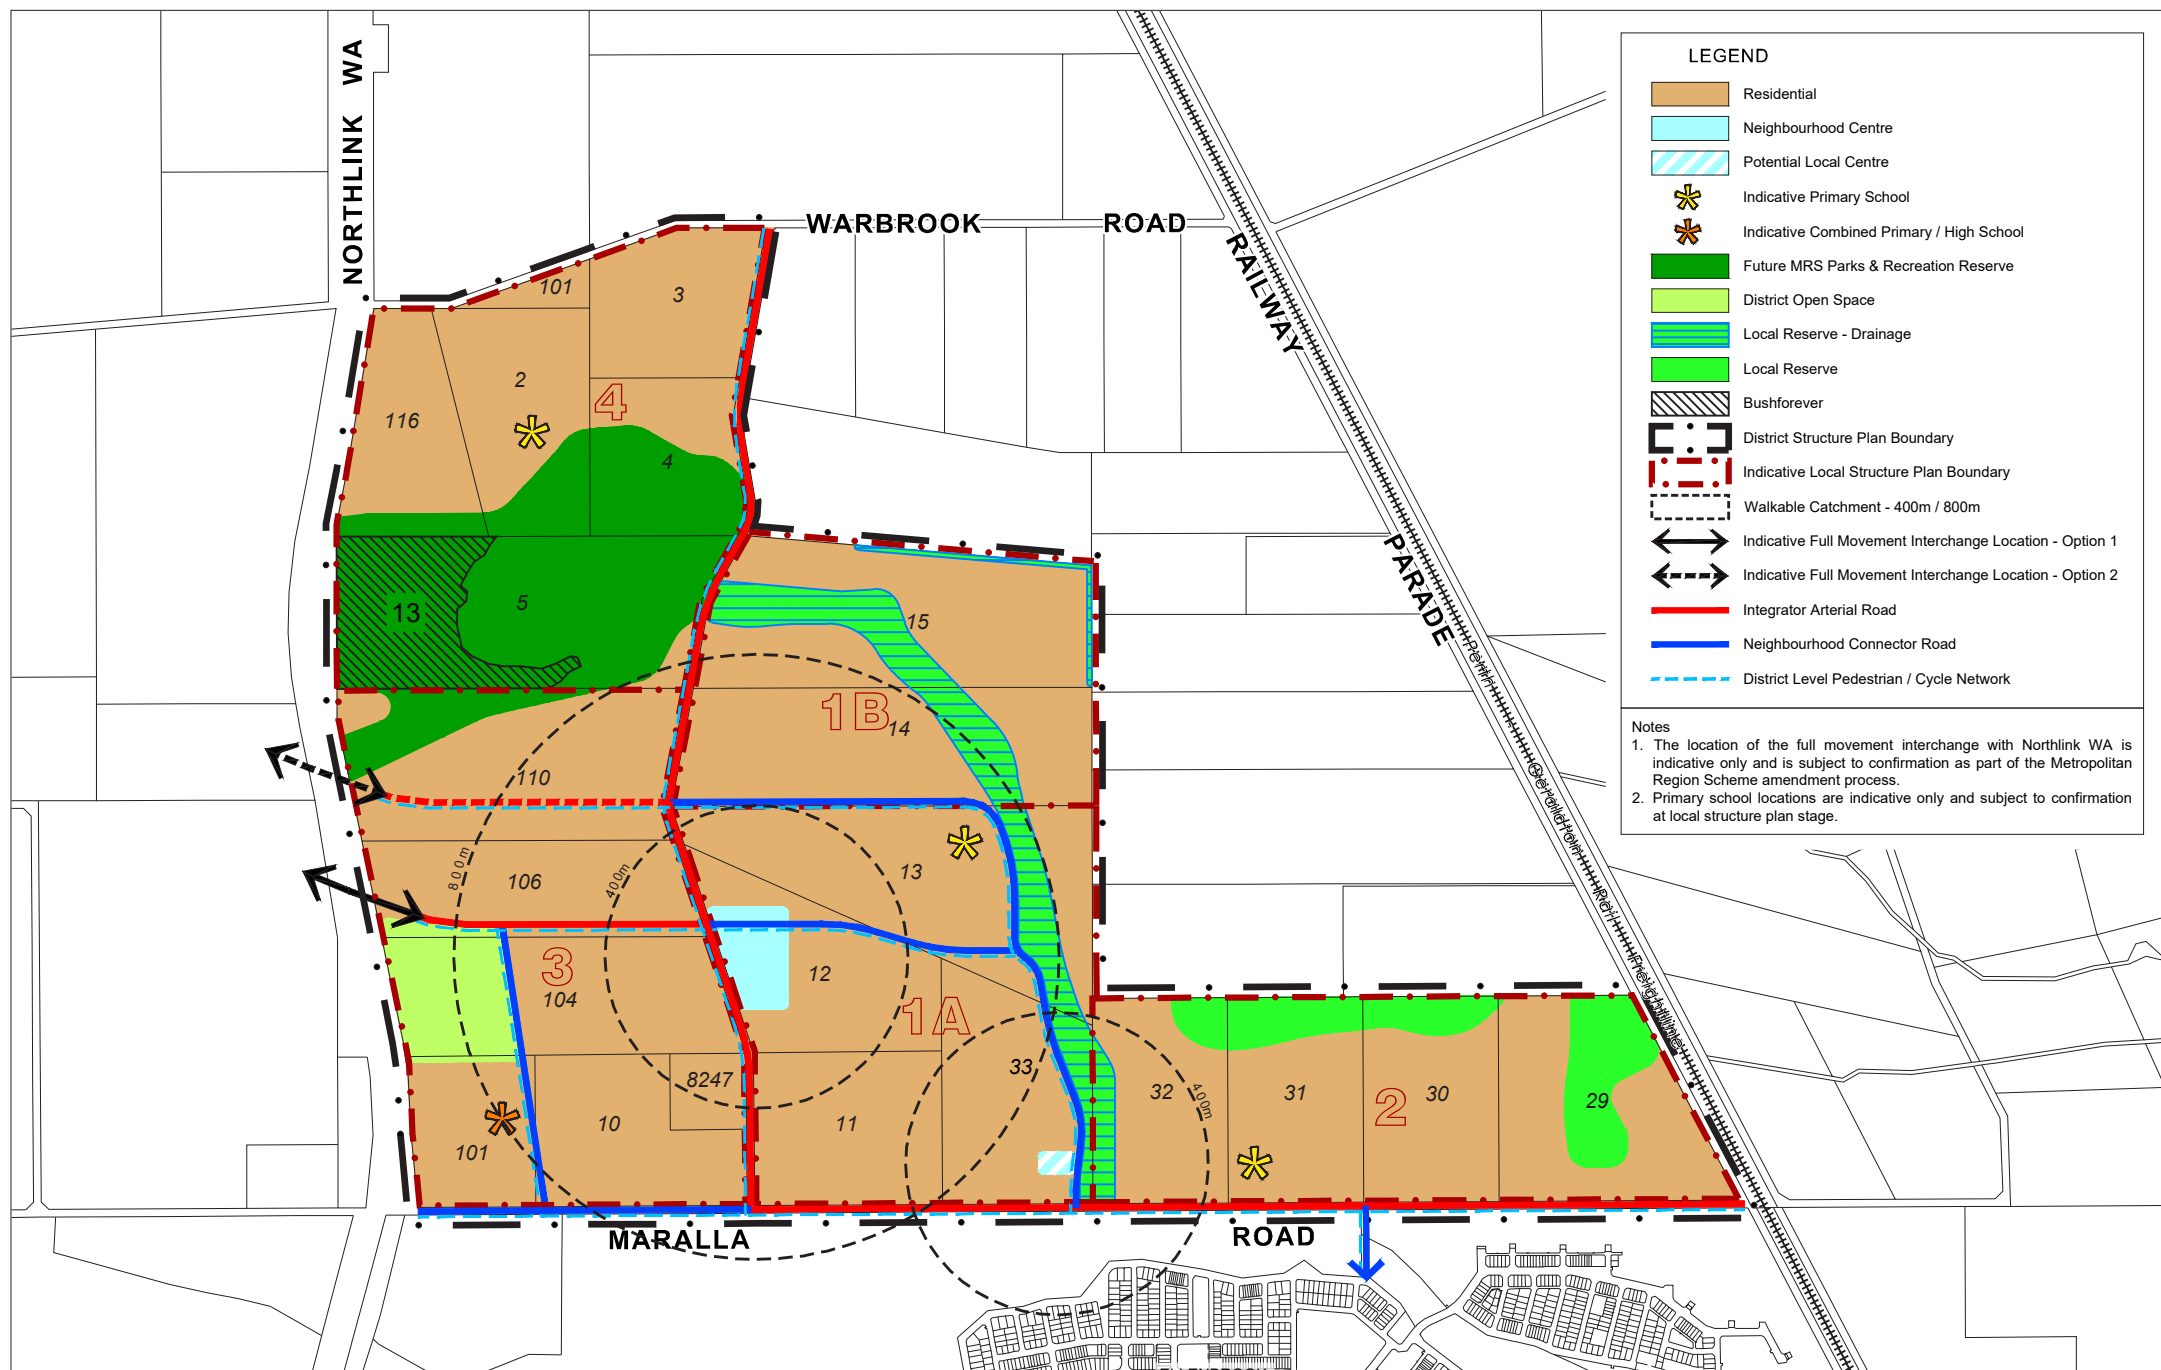 NORTHLINK WA
WARBROOK ROAD
RAILWAY PARADE
LEGEND
Residential
Neighbourhood Centre
Potential Local Centre
Indicative Primary School
Indicative Combined Primary / High School
Future MRS Parks & Recreation Reserve
District Open Space
Local Reserve - Drainage
Local Reserve
Bushforever
District Structure Plan Boundary
Indicative Local Structure Plan Boundary
Walkable Catchment - 400m / 800m
Indicative Full Movement Interchange Location - Option 1
Indicative Full Movement Interchange Location - Option 2
Integrator Arterial Road
Neighbourhood Connector Road
District Level Pedestrian / Cycle Network
Notes
1. The location of the full movement interchange with Northlink WA is
indicative only and is subject to confirmation as part of the Metropolitan
Region Scheme amendment process.
2. Primary school locations are indicative only and subject to confirmation
at local structure plan stage.
101
3
2
4
116
4
13
5
15
1B
14
110
13
800m
400m
106
12
3
104
1A
33
8247
10
11
101
32
400m
31
2
30
29
MARALLA ROAD